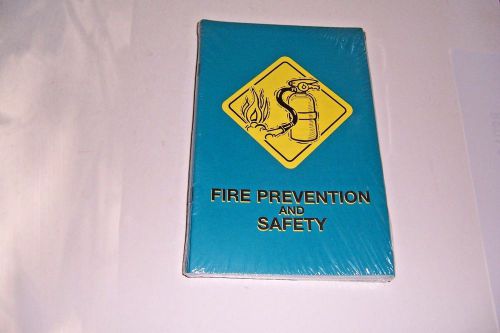 FIRE PREVENTION
AND
SAFETY